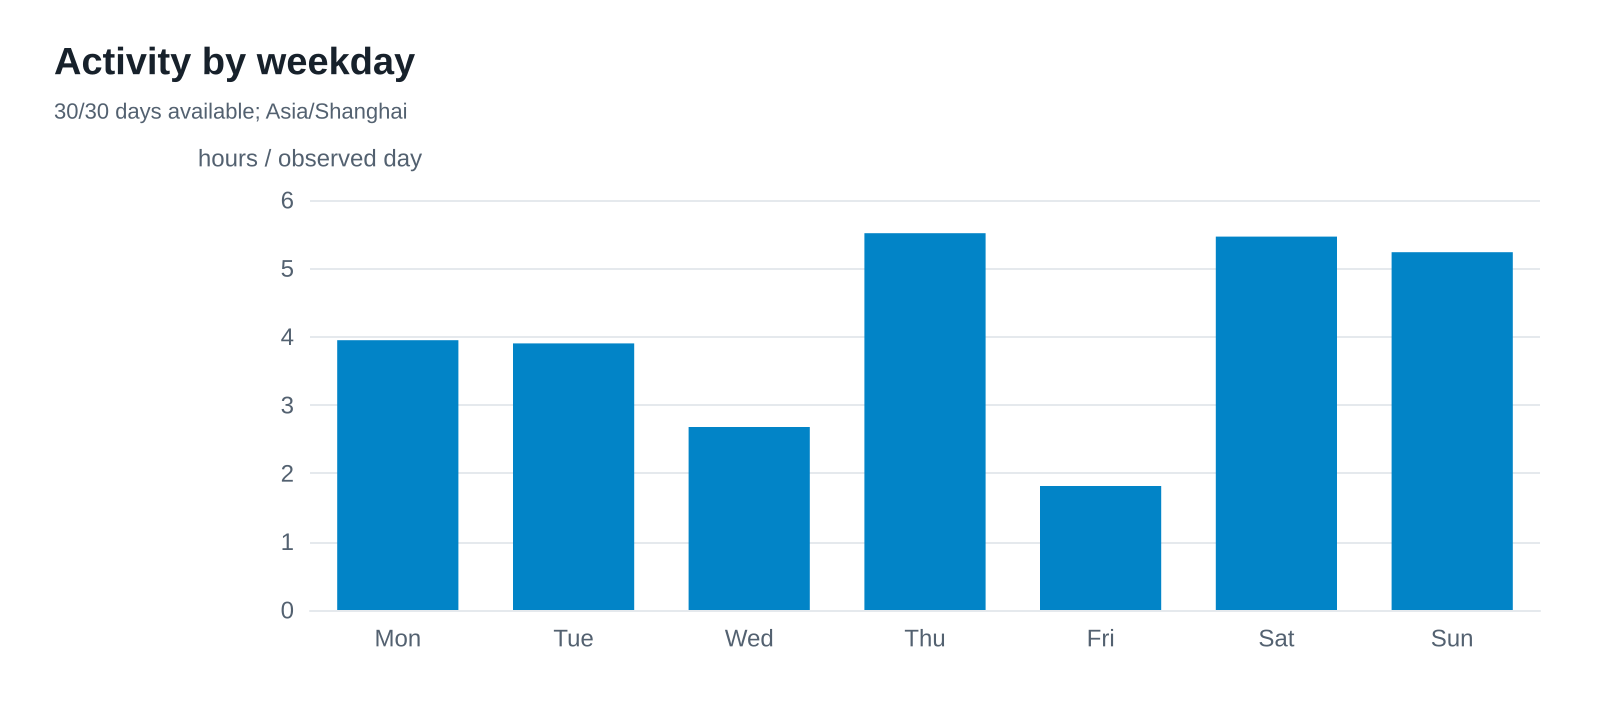 Activity by weekday
30/30 days available; Asia/Shanghai
hours / observed day
6
5
4
3
2
1
0
Mon Tue Wed Thu Fri Sat Sun